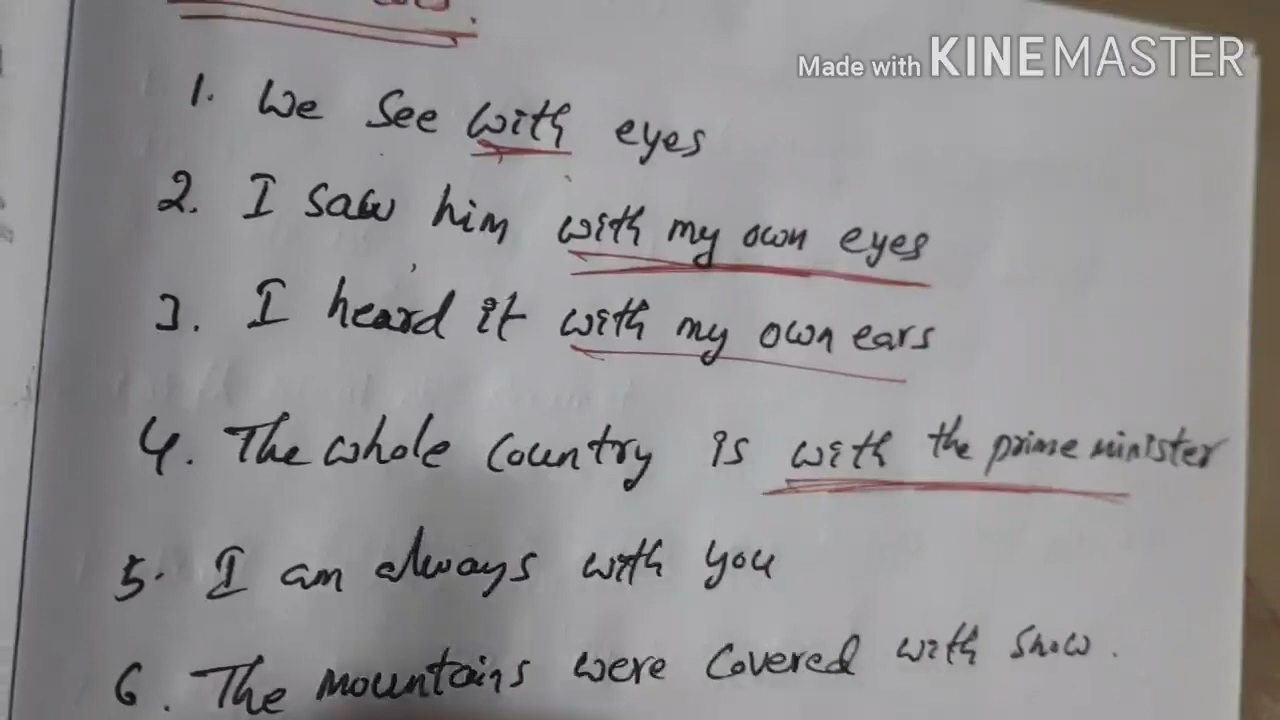 Made with KINEMASTER
1. We see with eyes
2. I saw him with my own eyes
3. I heard it with my own ears
4. The whole country is with the prime minister
5. I am always with you
6. The mountains were covered with snow.